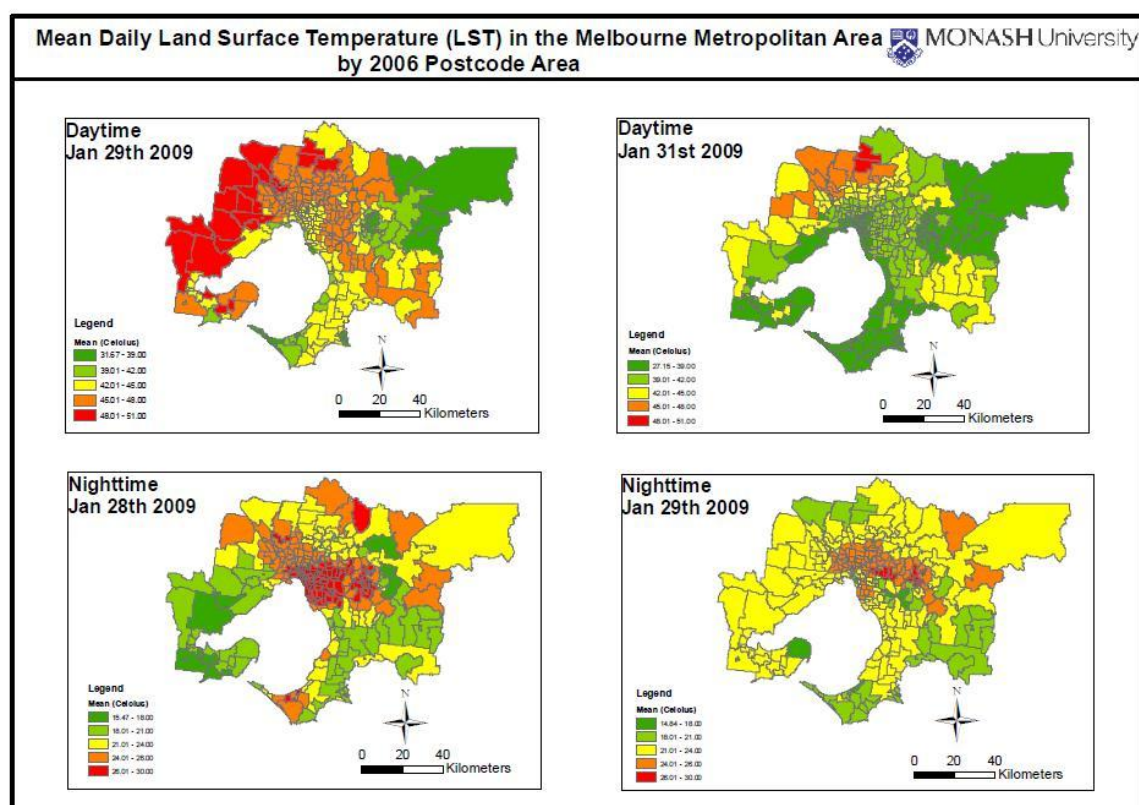 Mean Daily Land Surface Temperature (LST) in the Melbourne Metropolitan Area
by 2006 Postcode Area
MONASH University
Daytime
Jan 29th 2009
Legend
Mean (Celcius)
31.57 - 39.00
39.01 - 42.00
42.01 - 45.00
45.01 - 48.00
48.01 - 51.00
N
0 20 40
Kilometers
Daytime
Jan 31st 2009
Legend
Mean (Celcius)
27.15 - 39.00
39.01 - 42.00
42.01 - 45.00
45.01 - 48.00
48.01 - 51.00
N
0 20 40
Kilometers
Nighttime
Jan 28th 2009
Legend
Mean (Celcius)
15.47 - 18.00
18.01 - 21.00
21.01 - 24.00
24.01 - 26.00
26.01 - 30.00
N
0 20 40
Kilometers
Nighttime
Jan 29th 2009
Legend
Mean (Celcius)
14.84 - 18.00
18.01 - 21.00
21.01 - 24.00
24.01 - 26.00
26.01 - 30.00
N
0 20 40
Kilometers